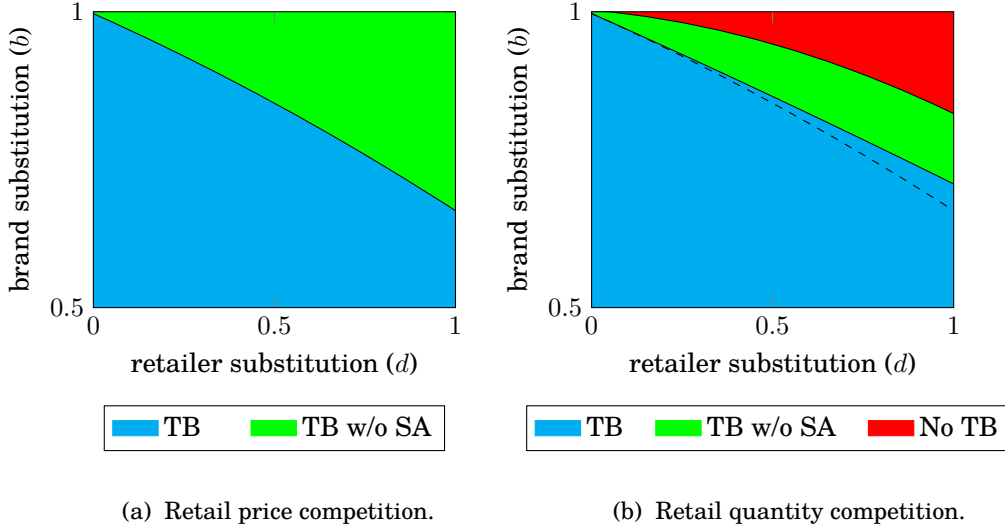 1
0.5
brand substitution (b)
0
0.5
1
retailer substitution (d)
TB
TB w/o SA
(a) Retail price competition.
1
0.5
brand substitution (b)
0
0.5
1
retailer substitution (d)
TB
TB w/o SA
No TB
(b) Retail quantity competition.